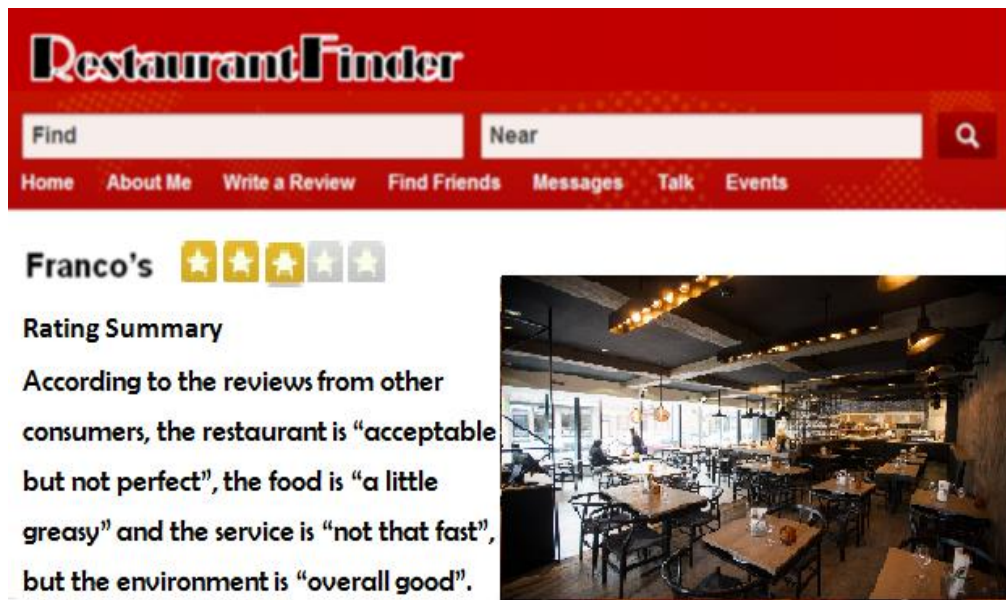 RestaurantFinder
Find
Near
Home About Me Write a Review Find Friends Messages Talk Events
Franco's
Rating Summary
According to the reviews from other
consumers, the restaurant is “acceptable
but not perfect”, the food is “a little
greasy” and the service is “not that fast”,
but the environment is “overall good”.